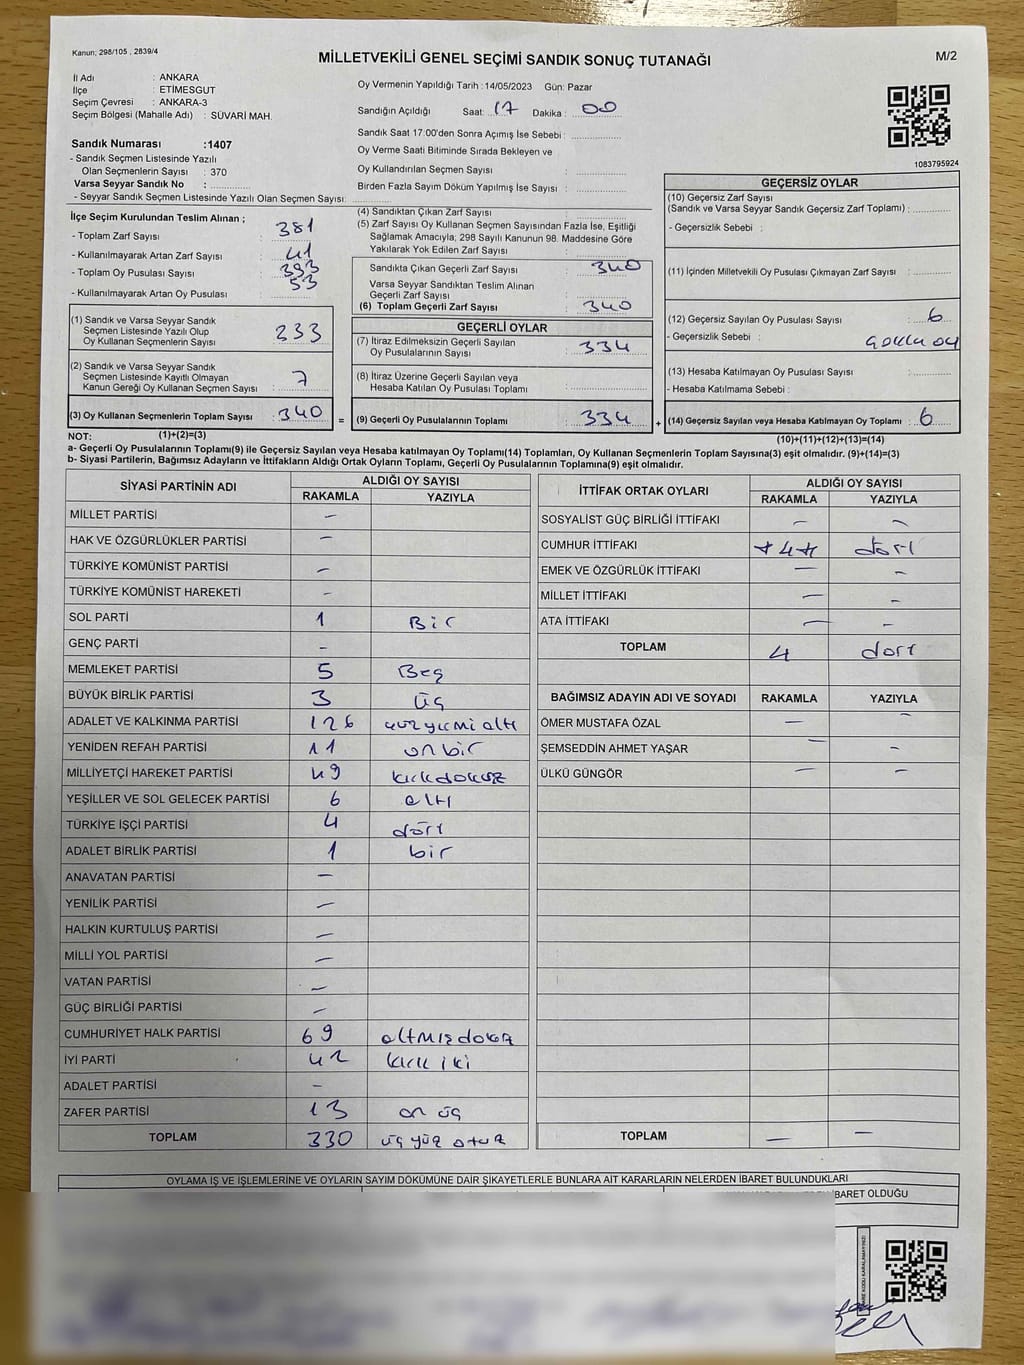 Kanun; 298/105 , 2839/4
MİLLETVEKİLİ GENEL SEÇİMİ SANDIK SONUÇ TUTANAĞI
M/2
İl Adı : ANKARA
İlçe : ETİMESGUT
Seçim Çevresi : ANKARA-3
Seçim Bölgesi (Mahalle Adı) : SÜVARİ MAH.
Oy Vermenin Yapıldığı Tarih : 14/05/2023 Gün: Pazar
Sandığın Açıldığı Saat: 17 Dakika : 00
Sandık Saat 17:00'den Sonra Açımış İse Sebebi :
Oy Verme Saati Bitiminde Sırada Bekleyen ve
Oy Kullandırılan Seçmen Sayısı :
Birden Fazla Sayım Döküm Yapılmış İse Sayısı :
1083795924
Sandık Numarası :1407
- Sandık Seçmen Listesinde Yazılı
Olan Seçmenlerin Sayısı : 370
Varsa Seyyar Sandık No :
- Seyyar Sandık Seçmen Listesinde Yazılı Olan Seçmen Sayısı:
İlçe Seçim Kurulundan Teslim Alınan ;
- Toplam Zarf Sayısı : 381
- Kullanılmayarak Artan Zarf Sayısı : 41
- Toplam Oy Pusulası Sayısı : 393
- Kullanılmayarak Artan Oy Pusulası : 53
(1) Sandık ve Varsa Seyyar Sandık
Seçmen Listesinde Yazılı Olup
Oy Kullanan Seçmenlerin Sayısı : 333
(2) Sandık ve Varsa Seyyar Sandık
Seçmen Listesinde Kayıtlı Olmayan
Kanun Gereği Oy Kullanan Seçmen Sayısı : 7
(3) Oy Kullanan Seçmenlerin Toplam Sayısı : 340 =
(1)+(2)=(3)
(4) Sandıktan Çıkan Zarf Sayısı :
(5) Zarf Sayısı Oy Kullanan Seçmen Sayısından Fazla İse, Eşitliği
Sağlamak Amacıyla; 298 Sayılı Kanunun 98. Maddesine Göre
Yakılarak Yok Edilen Zarf Sayısı :
Sandıkta Çıkan Geçerli Zarf Sayısı : 340
Varsa Seyyar Sandıktan Teslim Alınan
Geçerli Zarf Sayısı :
(6) Toplam Geçerli Zarf Sayısı : 340
GEÇERLİ OYLAR
(7) İtiraz Edilmeksizin Geçerli Sayılan
Oy Pusulalarının Sayısı : 334
(8) İtiraz Üzerine Geçerli Sayılan veya
Hesaba Katılan Oy Pusulası Toplamı :
(9) Geçerli Oy Pusulalarının Toplamı : 334 +
GEÇERSİZ OYLAR
(10) Geçersiz Zarf Sayısı
(Sandık ve Varsa Seyyar Sandık Geçersiz Zarf Toplamı) :
- Geçersizlik Sebebi :
(11) İçinden Milletvekili Oy Pusulası Çıkmayan Zarf Sayısı :
(12) Geçersiz Sayılan Oy Pusulası Sayısı : 6
- Geçersizlik Sebebi : oy
(13) Hesaba Katılmayan Oy Pusulası Sayısı :
- Hesaba Katılmama Sebebi :
(14) Geçersiz Sayılan veya Hesaba Katılmayan Oy Toplamı : 6
(10)+(11)+(12)+(13)=(14)
NOT:
a- Geçerli Oy Pusulalarının Toplamı(9) ile Geçersiz Sayılan veya Hesaba katılmayan Oy Toplamı(14) Toplamları, Oy Kullanan Seçmenlerin Toplam Sayısına(3) eşit olmalıdır. (9)+(14)=(3)
b- Siyasi Partilerin, Bağımsız Adayların ve İttifakların Aldığı Ortak Oyların Toplamı, Geçerli Oy Pusulalarının Toplamına(9) eşit olmalıdır.
SİYASİ PARTİNİN ADI ALDIĞI OY SAYISI
RAKAMLA YAZIYLA
MİLLET PARTİSİ –
HAK VE ÖZGÜRLÜKLER PARTİSİ –
TÜRKİYE KOMÜNİST PARTİSİ –
TÜRKİYE KOMÜNİST HAREKETİ –
SOL PARTİ 1 Bir
GENÇ PARTİ –
MEMLEKET PARTİSİ 5 Beş
BÜYÜK BİRLİK PARTİSİ 3 üç
ADALET VE KALKINMA PARTİSİ 126 yüzyirmi altı
YENİDEN REFAH PARTİSİ 11 on bir
MİLLİYETÇİ HAREKET PARTİSİ 49 kırkdokuz
YEŞİLLER VE SOL GELECEK PARTİSİ 6 altı
TÜRKİYE İŞÇİ PARTİSİ 4 dört
ADALET BİRLİK PARTİSİ 1 bir
ANAVATAN PARTİSİ –
YENİLİK PARTİSİ –
HALKIN KURTULUŞ PARTİSİ –
MİLLİ YOL PARTİSİ –
VATAN PARTİSİ –
GÜÇ BİRLİĞİ PARTİSİ –
CUMHURİYET HALK PARTİSİ 69 altmışdokuz
İYİ PARTİ 42 kırk iki
ADALET PARTİSİ –
ZAFER PARTİSİ 13 on üç
TOPLAM 330 üç yüz otuz
İTTİFAK ORTAK OYLARI ALDIĞI OY SAYISI
RAKAMLA YAZIYLA
SOSYALİST GÜÇ BİRLİĞİ İTTİFAKI – –
CUMHUR İTTİFAKI 4 dört
EMEK VE ÖZGÜRLÜK İTTİFAKI – –
MİLLET İTTİFAKI – –
ATA İTTİFAKI – –
TOPLAM 4 dört
BAĞIMSIZ ADAYIN ADI VE SOYADI RAKAMLA YAZIYLA
ÖMER MUSTAFA ÖZAL – –
ŞEMSEDDİN AHMET YAŞAR – –
ÜLKÜ GÜNGÖR – –
TOPLAM – –
OYLAMA İŞ VE İŞLEMLERİNE VE OYLARIN SAYIM DÖKÜMÜNE DAİR ŞİKAYETLERLE BUNLARA AİT KARARLARIN NELERDEN İBARET BULUNDUKLARI
İBARET OLDUĞU